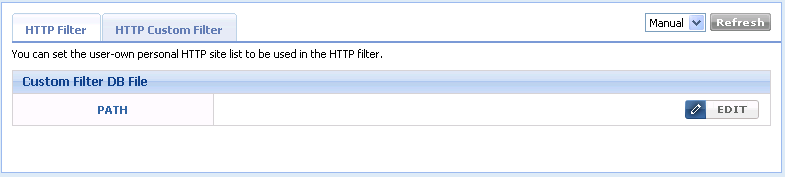 HTTP Filter HTTP Custom Filter Manual Refresh
You can set the user-own personal HTTP site list to be used in the HTTP filter.
Custom Filter DB File
PATH EDIT